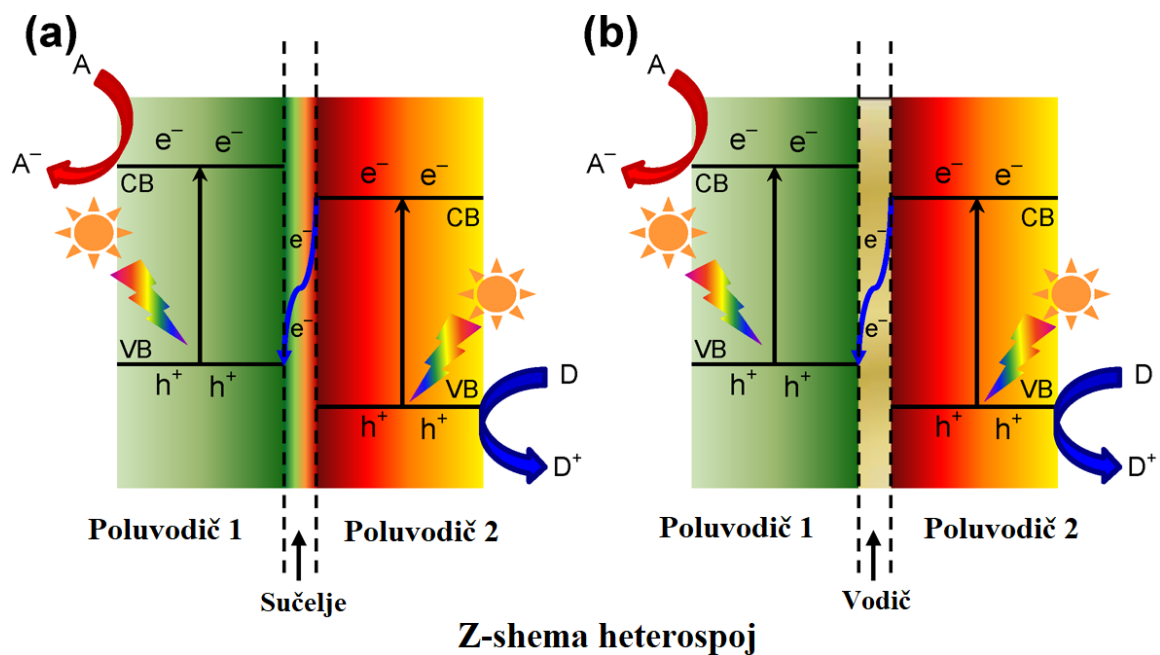 (a)
A
A⁻
e⁻ e⁻
CB
e⁻ e⁻
CB
e⁻
e⁻
VB
h⁺ h⁺
VB
h⁺ h⁺
D
D⁺
Poluvodič 1
Poluvodič 2
Sučelje
(b)
A
A⁻
e⁻ e⁻
CB
e⁻ e⁻
CB
e⁻
e⁻
VB
h⁺ h⁺
VB
h⁺ h⁺
D
D⁺
Poluvodič 1
Poluvodič 2
Vodič
Z-shema heterospoj